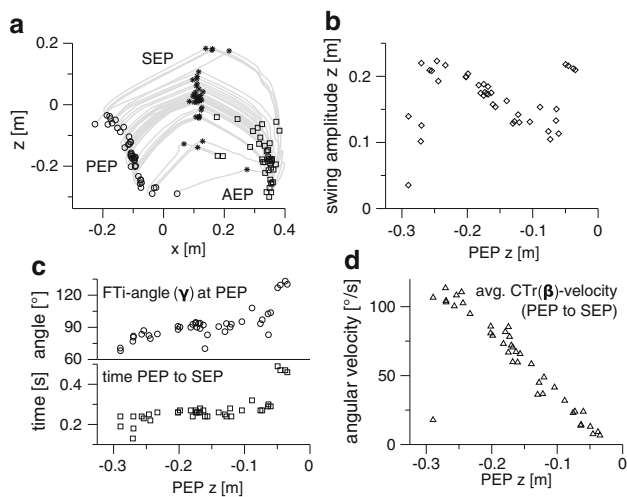 a
0.2
0
-0.2
z [m]
SEP
PEP
AEP
-0.2 0 0.2 0.4
x [m]
b
0.2
0.1
0
swing amplitude z [m]
-0.3 -0.2 -0.1 0
PEP z [m]
c
FTi-angle (γ) at PEP
120
90
60
angle [°]
time PEP to SEP
0.4
0.2
time [s]
-0.3 -0.2 -0.1 0
PEP z [m]
d
avg. CTr(β)-velocity
(PEP to SEP)
100
50
0
angular velocity [°/s]
-0.3 -0.2 -0.1 0
PEP z [m]